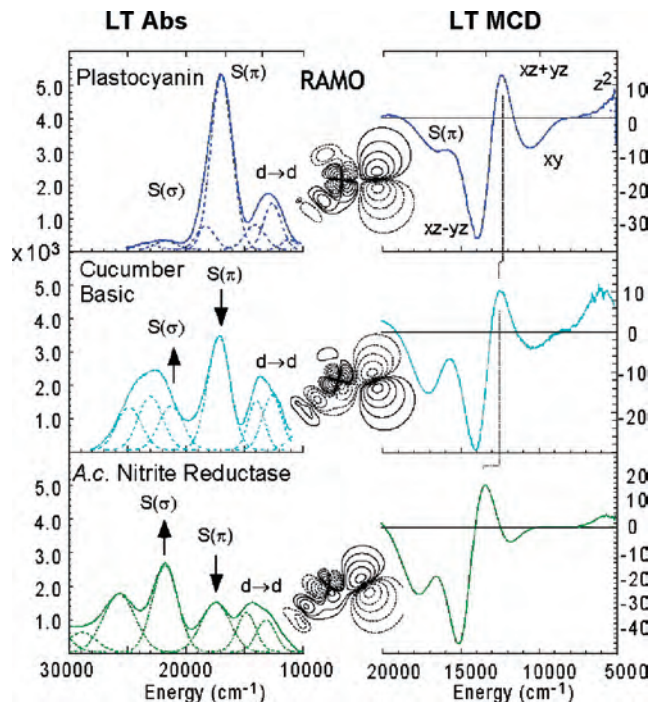 LT Abs
LT MCD
Plastocyanin
S(π)
RAMO
xz+yz
z²
5.0
4.0
3.0
2.0
1.0
S(σ)
d→d
S(π)
xy
xz-yz
10
0
-10
-20
-30
x10³
Cucumber
Basic
S(π)
S(σ)
d→d
5.0
4.0
3.0
2.0
1.0
10
0
-10
-20
A.c. Nitrite Reductase
S(σ)
S(π)
d→d
5.0
4.0
3.0
2.0
1.0
20
10
0
-10
-20
-30
-40
30000 20000 10000
20000 15000 10000 5000
Energy (cm⁻¹) Energy (cm⁻¹)